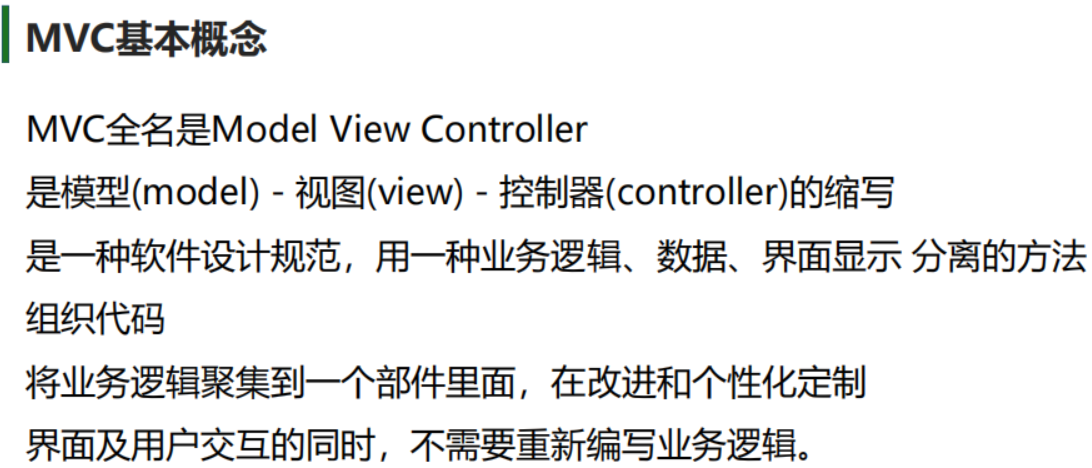 MVC基本概念
MVC全名是Model View Controller
是模型(model) - 视图(view) - 控制器(controller)的缩写
是一种软件设计规范，用一种业务逻辑、数据、界面显示 分离的方法
组织代码
将业务逻辑聚集到一个部件里面，在改进和个性化定制
界面及用户交互的同时，不需要重新编写业务逻辑。